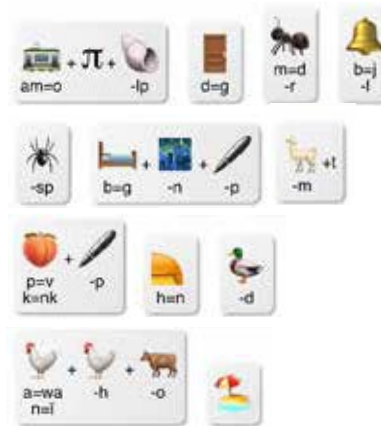 + π +
am=o -lp d=g m=d b=j
-r -l
+ + +t
-sp b=g -n -p -m
+
p=v -p h=n -d
k=nk
+ +
a=wa -h -o